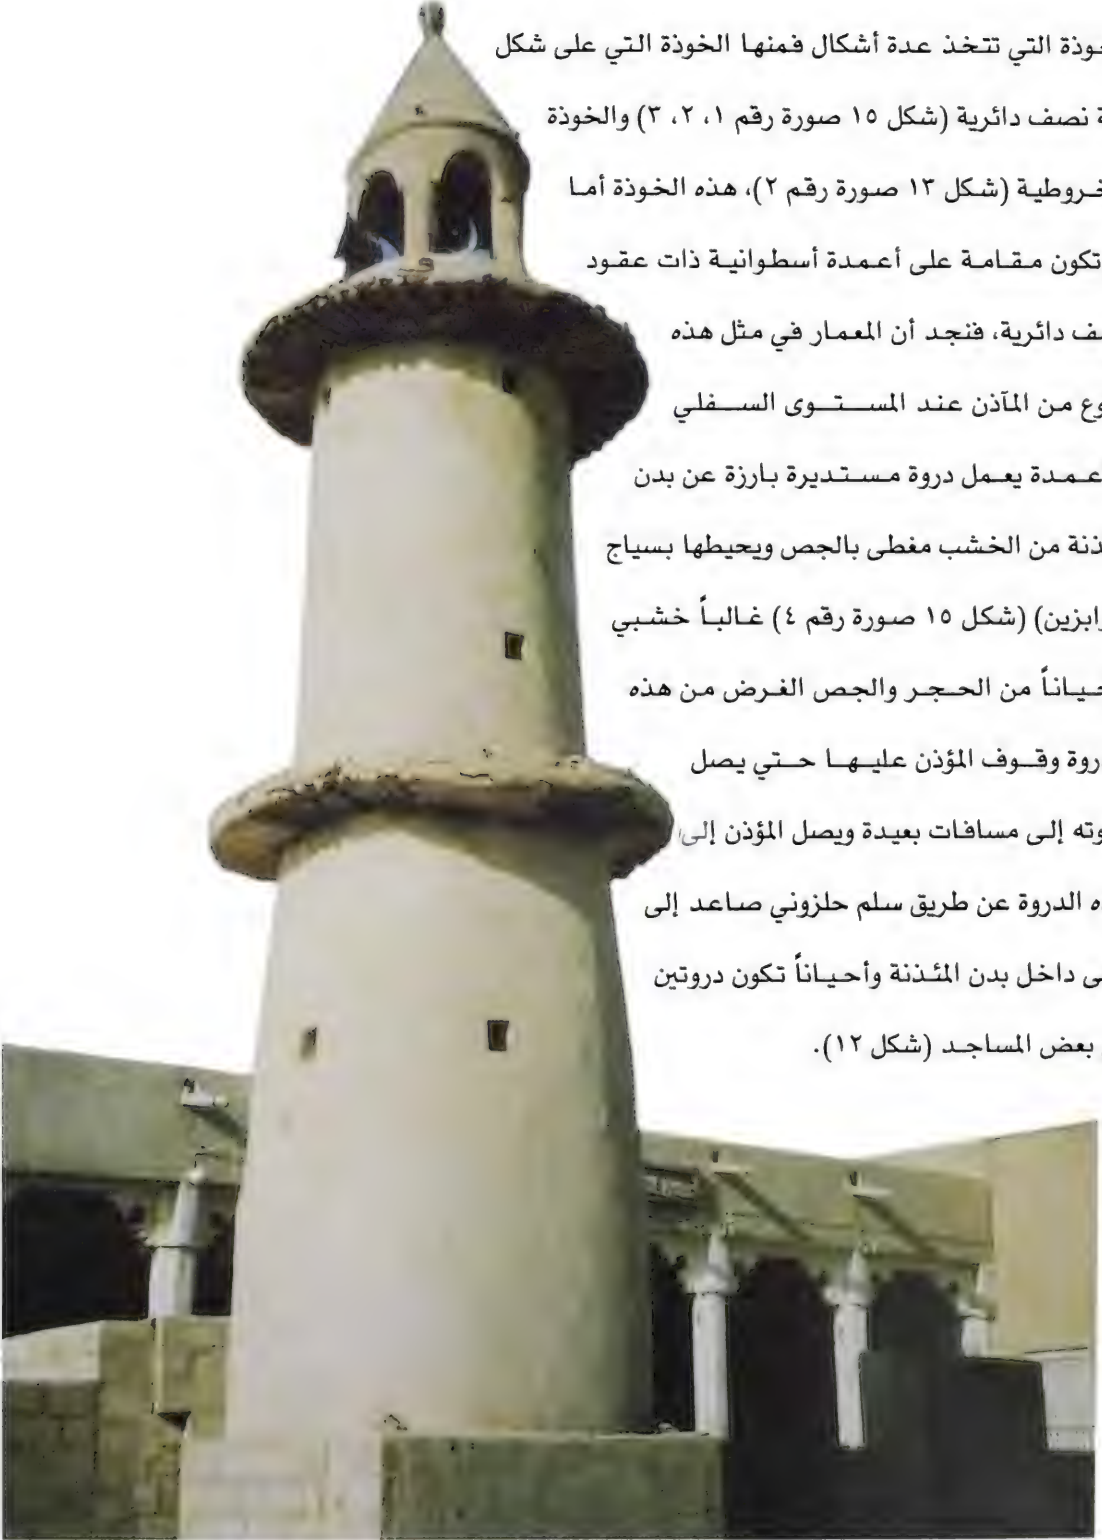 خوذة التي تتخذ عدة أشكال فمنها الخوذة التي على شكل
ة نصف دائرية (شكل ١٥ صورة رقم ١، ٢، ٣) والخوذة
خروطية (شكل ١٣ صورة رقم ٢)، هذه الخوذة أما
تكون مقامة على أعمدة أسطوانية ذات عقود
ف دائرية، فنجد أن المعمار في مثل هذه
وع من المآذن عند المستوى السفلي
عمدة يعمل دروة مستديرة بارزة عن بدن
ذنة من الخشب مغطى بالجص ويحيطها بسياج
رابزين) (شكل ١٥ صورة رقم ٤) غالباً خشبي
حياناً من الحجر والجص الغرض من هذه
روة وقوف المؤذن عليها حتي يصل
وته إلى مسافات بعيدة ويصل المؤذن إلى
ه الدروة عن طريق سلم حلزوني صاعد إلى
ى داخل بدن المئذنة وأحياناً تكون دروتين
بعض المساجد (شكل ١٢).